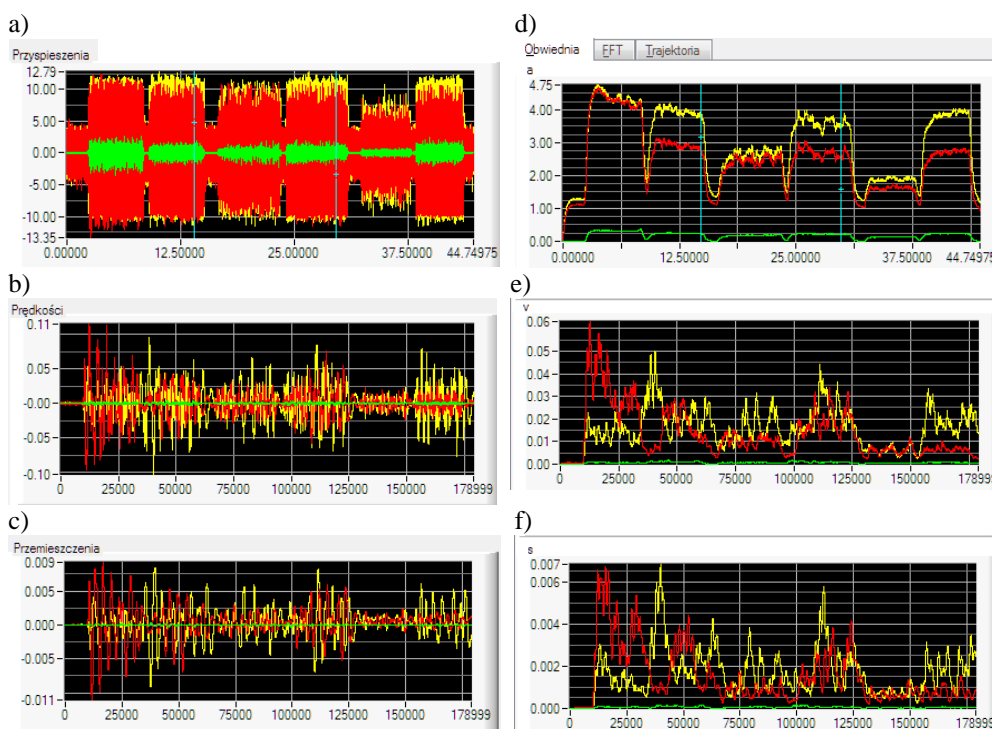 a)
Przyspieszenia
12.79
10.00
5.00
0.00
-5.00
-10.00
-13.35
0.00000 12.50000 25.00000 37.50000 44.74975
b)
Prędkości
0.11
0.05
-0.00
-0.05
-0.10
0 25000 50000 75000 100000 125000 150000 178999
c)
Przemieszczenia
0.009
0.005
0.000
-0.005
-0.011
0 25000 50000 75000 100000 125000 150000 178999
d)
Obwiednia FFT Trajektoria
a
4.75
4.00
3.00
2.00
1.00
0.00
0.00000 12.50000 25.00000 37.50000 44.74975
e)
v
0.06
0.05
0.04
0.03
0.02
0.01
0.00
0 25000 50000 75000 100000 125000 150000 178999
f)
s
0.007
0.006
0.004
0.002
0.000
0 25000 50000 75000 100000 125000 150000 178999